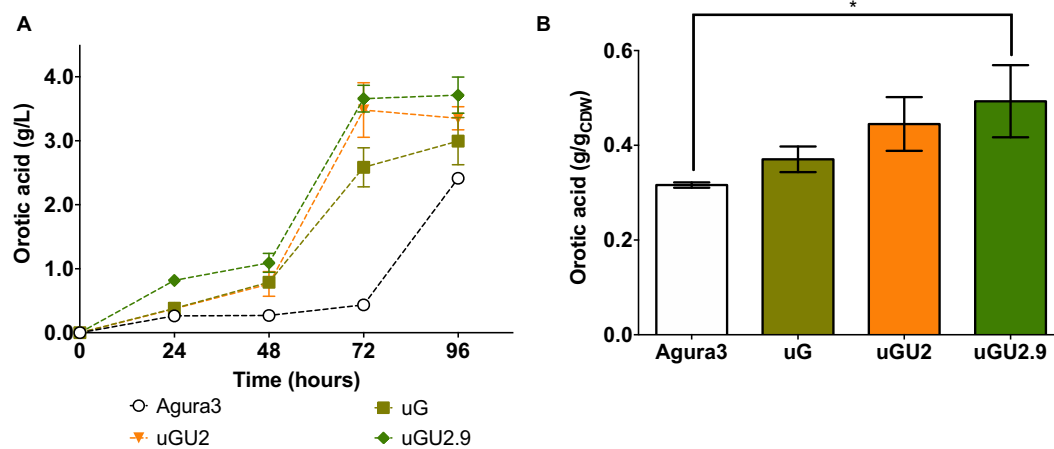 A
Orotic acid (g/L)
4.0
3.0
2.0
1.0
0.0
0 24 48 72 96
Time (hours)
Agura3 uG
uGU2 uGU2.9
B
*
Orotic acid (g/gCDW)
0.6
0.4
0.2
0.0
Agura3 uG uGU2 uGU2.9